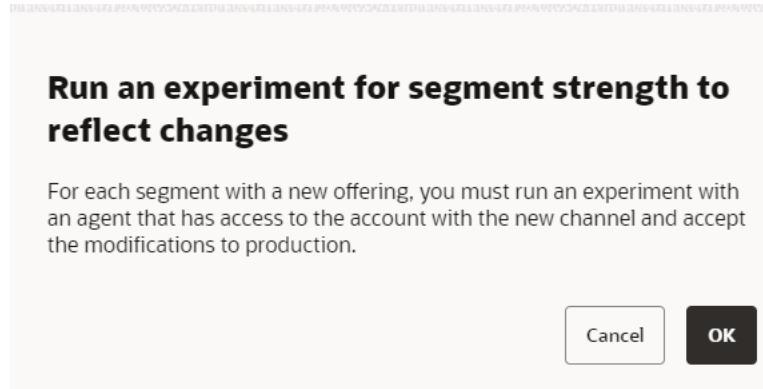 Run an experiment for segment strength to
reflect changes
For each segment with a new offering, you must run an experiment with
an agent that has access to the account with the new channel and accept
the modifications to production.
Cancel
OK